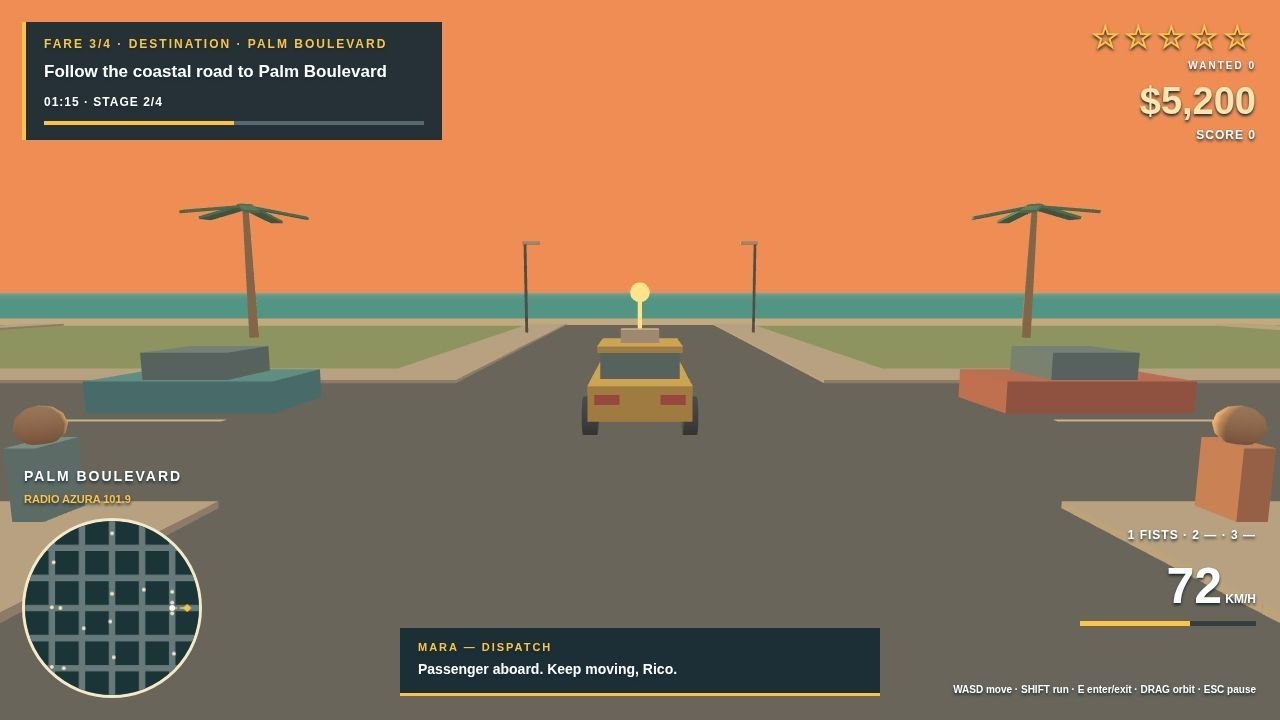 FARE 3/4 · DESTINATION · PALM BOULEVARD
Follow the coastal road to Palm Boulevard
01:15 · STAGE 2/4
WANTED 0
$5,200
SCORE 0
PALM BOULEVARD
RADIO AZURA 101.9
1 FISTS · 2 — · 3 —
72 KM/H
MARA — DISPATCH
Passenger aboard. Keep moving, Rico.
WASD move · SHIFT run · E enter/exit · DRAG orbit · ESC pause